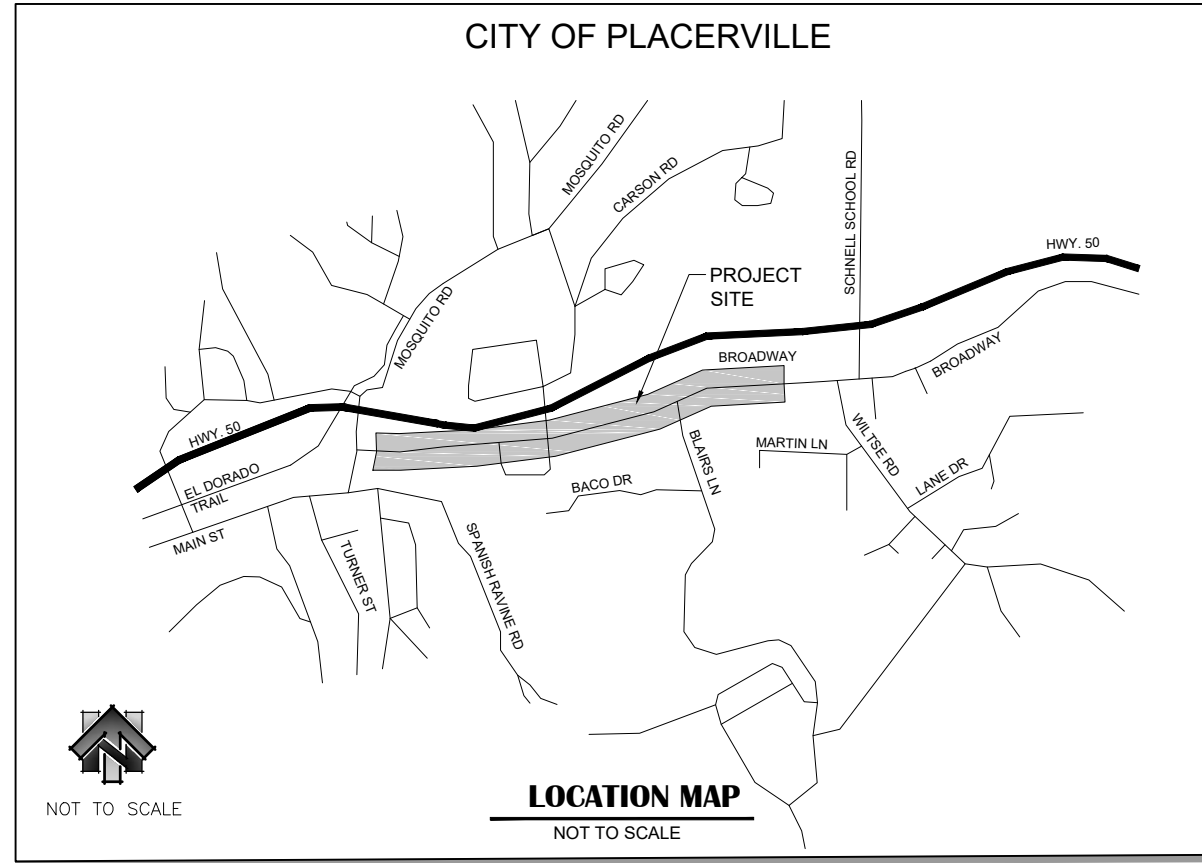 CITY OF PLACERVILLE
MOSQUITO RD
CARSON RD
SCHNELL SCHOOL RD
HWY. 50
PROJECT
SITE
MOSQUITO RD
BROADWAY
BROADWAY
HWY. 50
EL DORADO
TRAIL
MAIN ST
TURNER ST
SPANISH RAVINE RD
BACO DR
BLAIRS LN
MARTIN LN
WILTSE RD
LANE DR
N
NOT TO SCALE
LOCATION MAP
NOT TO SCALE